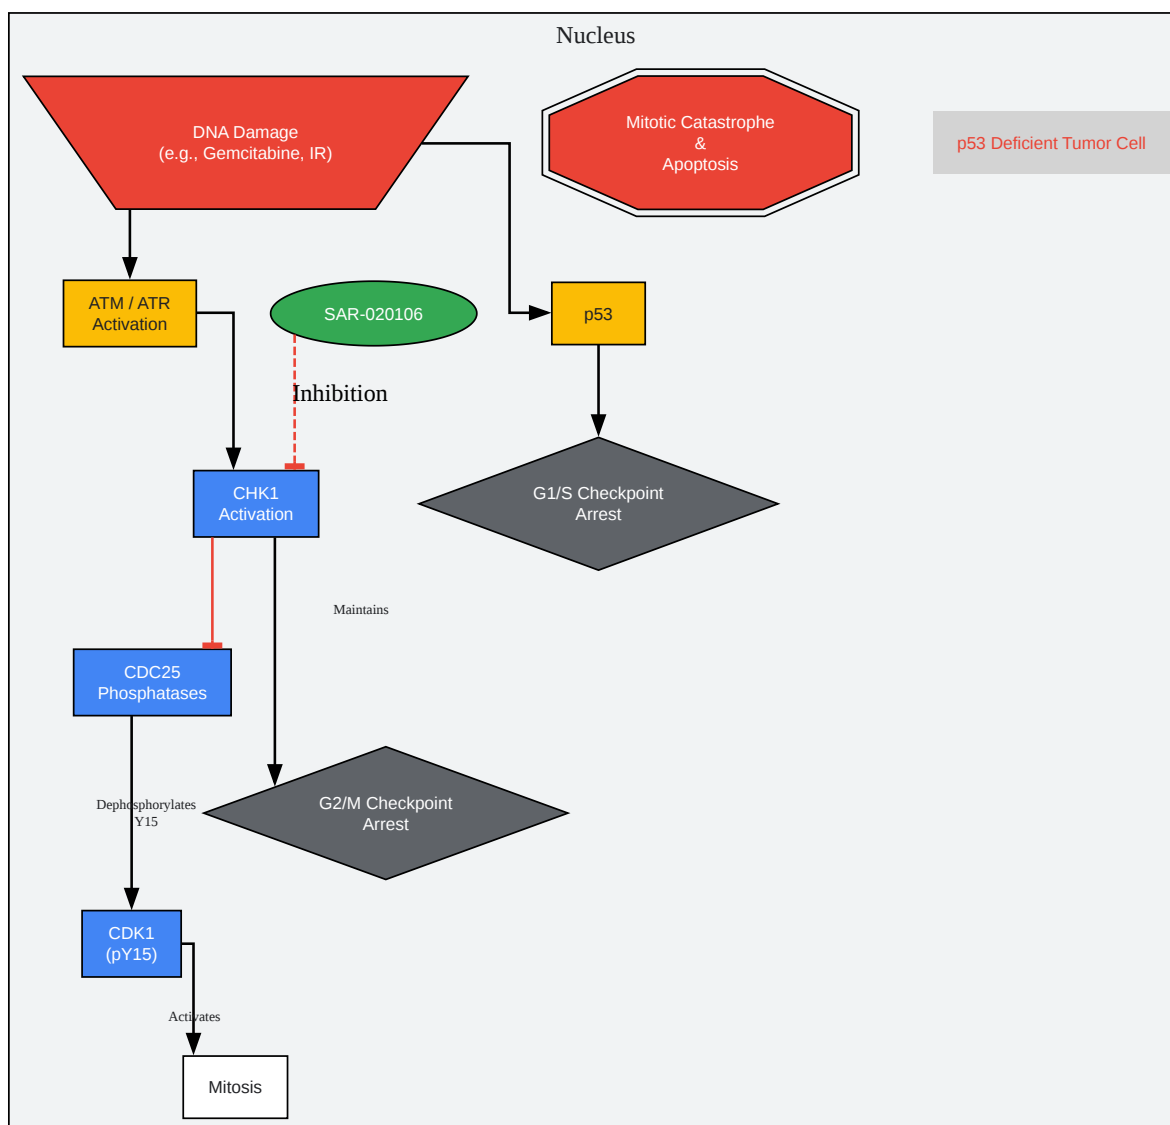 Nucleus
DNA Damage
(e.g., Gemcitabine, IR)
Mitotic Catastrophe
&
Apoptosis
p53 Deficient Tumor Cell
ATM / ATR
Activation
SAR-020106
p53
Inhibition
CHK1
Activation
G1/S Checkpoint
Arrest
Maintains
CDC25
Phosphatases
Dephosphorylates
Y15
G2/M Checkpoint
Arrest
CDK1
(pY15)
Activates
Mitosis